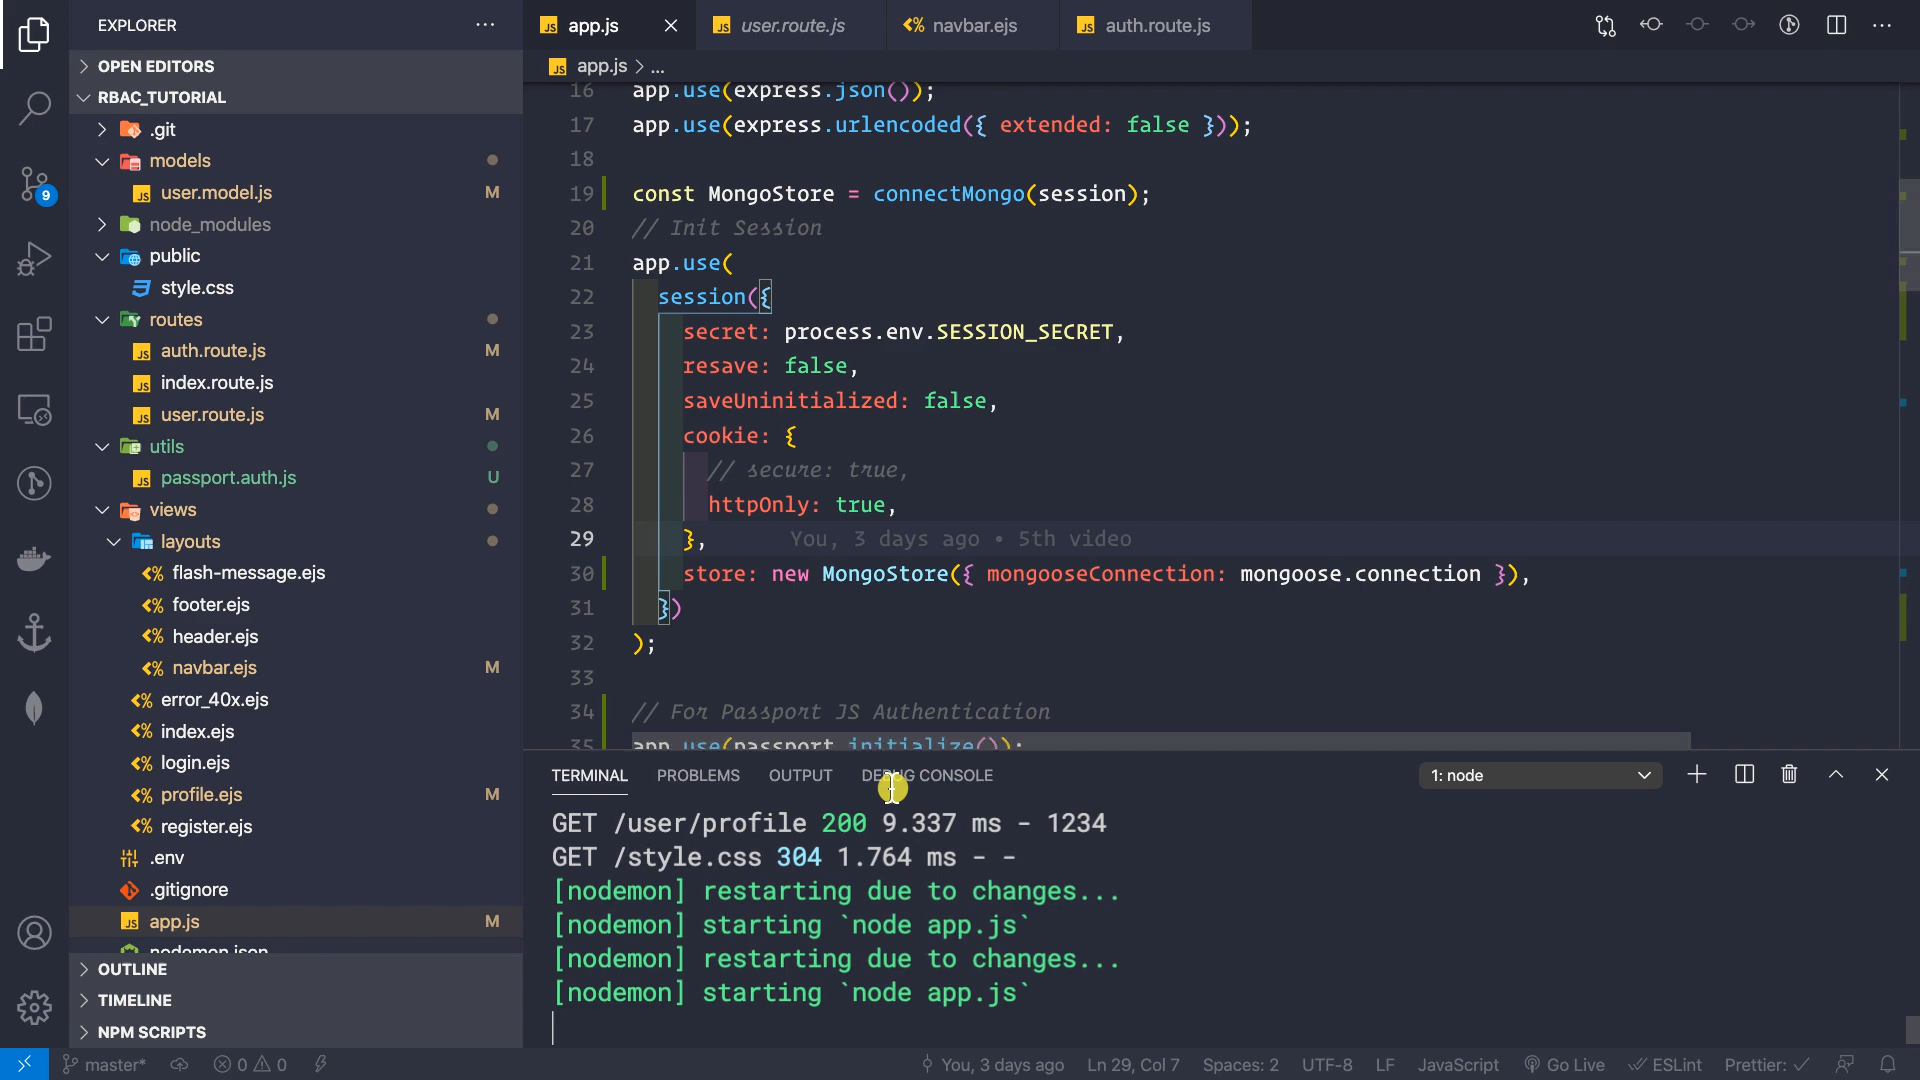 EXPLORER
OPEN EDITORS
RBAC_TUTORIAL
.git
models
user.model.js M
node_modules
public
style.css
routes
auth.route.js M
index.route.js
user.route.js M
utils
passport.auth.js U
views
layouts
flash-message.ejs
footer.ejs
header.ejs
navbar.ejs M
error_40x.ejs
index.ejs
login.ejs
profile.ejs M
register.ejs
.env
.gitignore
app.js M
nodemon.json
OUTLINE
TIMELINE
NPM SCRIPTS
9
app.js
user.route.js
navbar.ejs
auth.route.js
app.js > ...
16 app.use(express.json());
17 app.use(express.urlencoded({ extended: false }));
18
19 const MongoStore = connectMongo(session);
20 // Init Session
21 app.use(
22 session({
23 secret: process.env.SESSION_SECRET,
24 resave: false,
25 saveUninitialized: false,
26 cookie: {
27 // secure: true,
28 httpOnly: true,
29 }, You, 3 days ago • 5th video
30 store: new MongoStore({ mongooseConnection: mongoose.connection }),
31 })
32 );
33
34 // For Passport JS Authentication
35 app.use(passport.initialize());
TERMINAL PROBLEMS OUTPUT DEBUG CONSOLE 1: node
GET /user/profile 200 9.337 ms - 1234
GET /style.css 304 1.764 ms - -
[nodemon] restarting due to changes...
[nodemon] starting `node app.js`
[nodemon] restarting due to changes...
[nodemon] starting `node app.js`
master* 0 0 You, 3 days ago Ln 29, Col 7 Spaces: 2 UTF-8 LF JavaScript Go Live ESLint Prettier: ✓